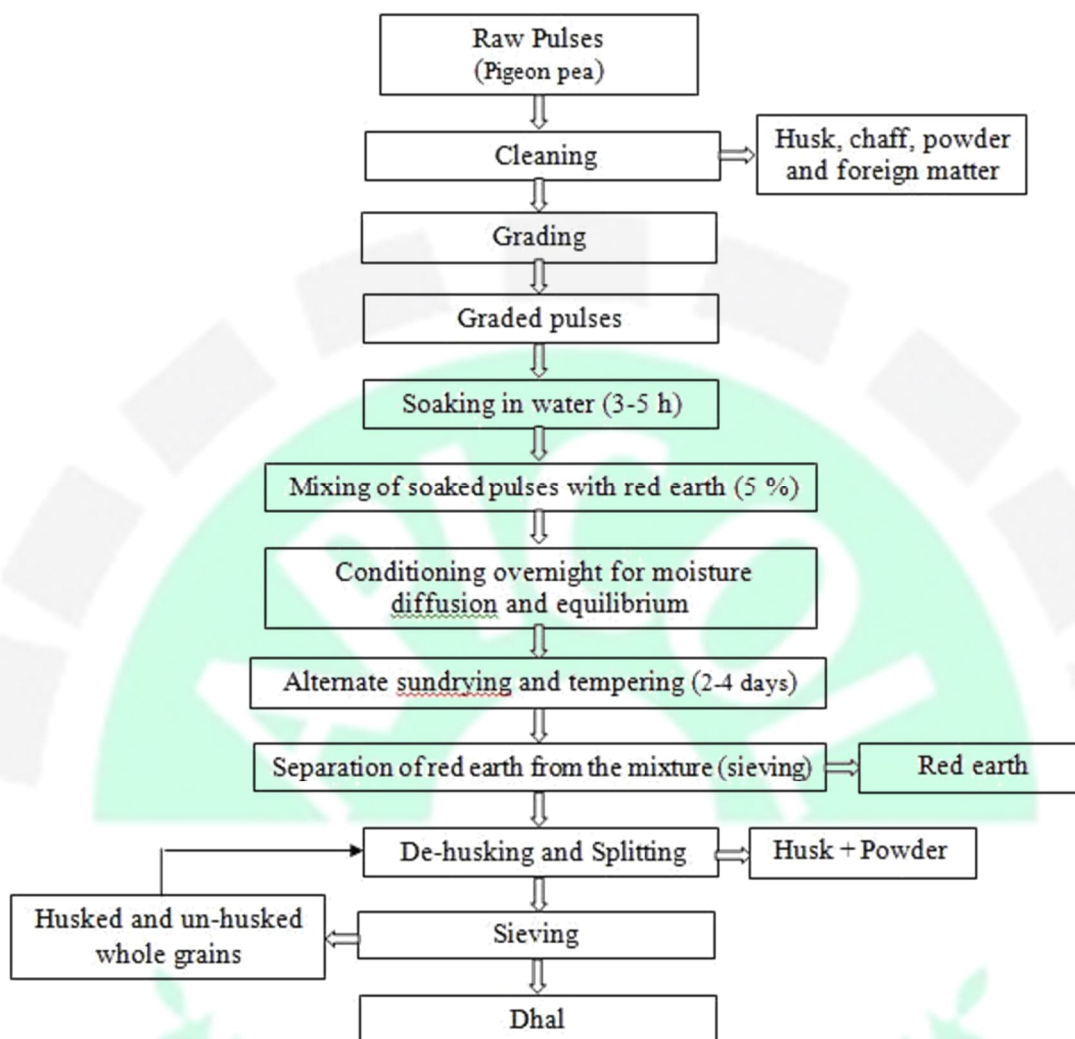 Raw Pulses
(Pigeon pea)
Cleaning
Husk, chaff, powder
and foreign matter
Grading
Graded pulses
Soaking in water (3-5 h)
Mixing of soaked pulses with red earth (5 %)
Conditioning overnight for moisture
diffusion and equilibrium
Alternate sundrying and tempering (2-4 days)
Separation of red earth from the mixture (sieving)
Red earth
De-husking and Splitting
Husk + Powder
Husked and un-husked
whole grains
Sieving
Dhal
APICOL